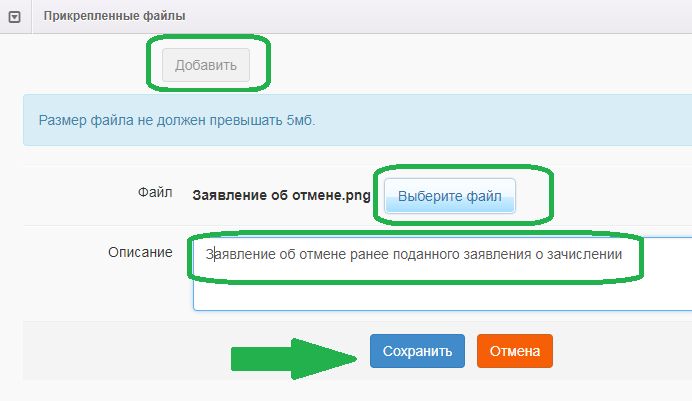 Прикрепленные файлы
Добавить
Размер файла не должен превышать 5мб.
Файл Заявление об отмене.png Выберите файл
Описание Заявление об отмене ранее поданного заявления о зачислении
Сохранить Отмена